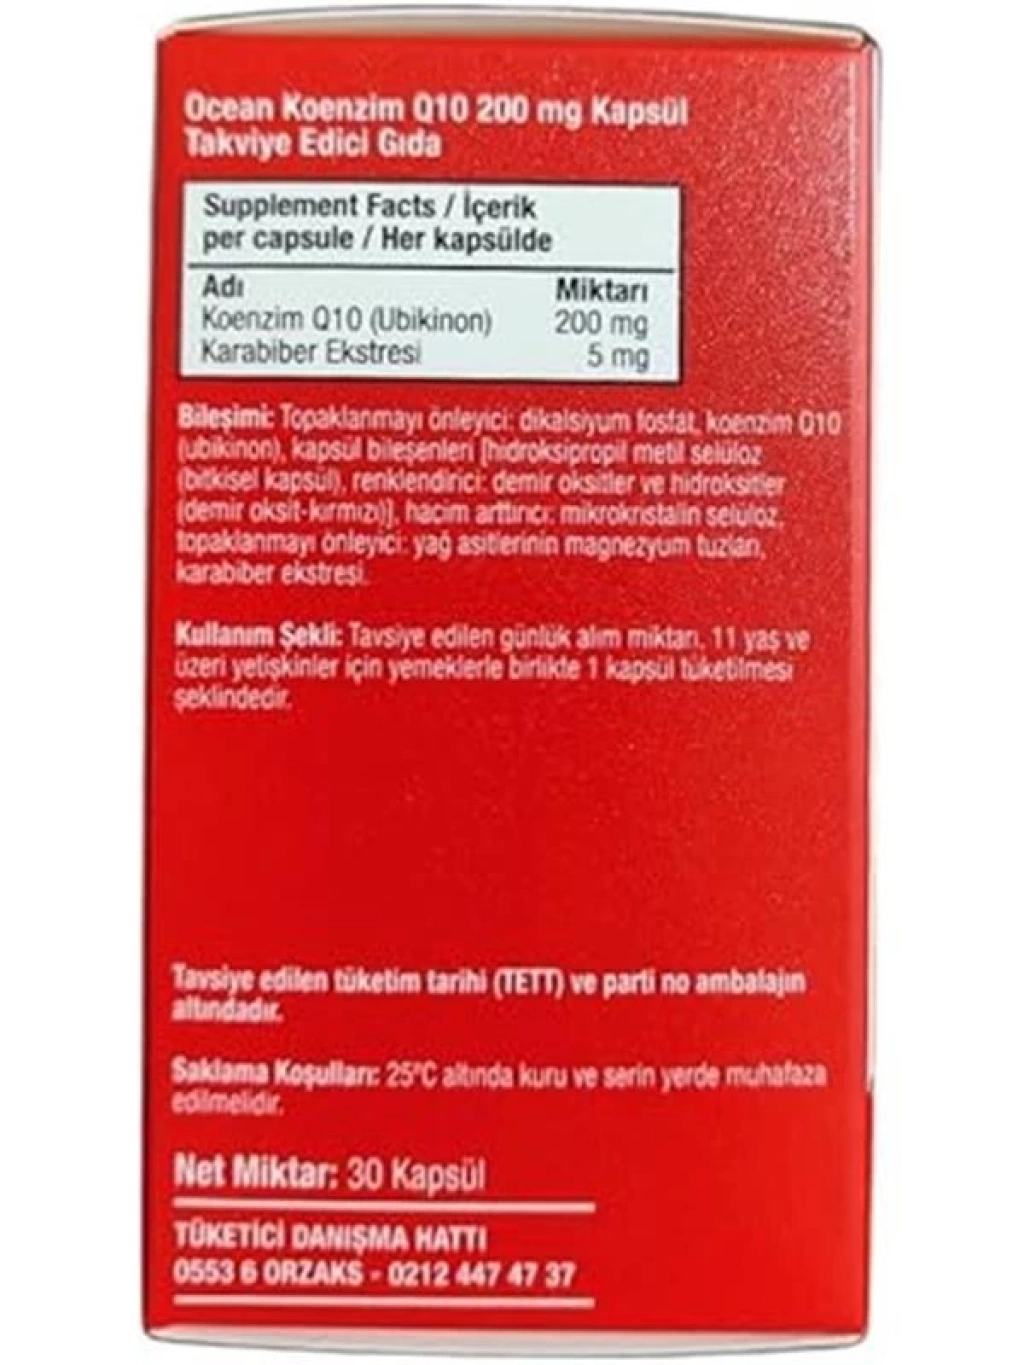 Ocean Koenzim Q10 200 mg Kapsül
Takviye Edici Gıda
Supplement Facts / İçerik
per capsule / Her kapsülde
Adı Miktarı
Koenzim Q10 (Ubikinon) 200 mg
Karabiber Ekstresi 5 mg
Bileşimi: Topaklanmayı önleyici: dikalsiyum fosfat, koenzim Q10
(ubikinon), kapsül bileşenleri [hidroksipropil metil selüloz
(bitkisel kapsül), renklendirici: demir oksitler ve hidroksitler
(demir oksit-kırmızı)], hacim arttırıcı: mikrokristalin selüloz,
topaklanmayı önleyici: yağ asitlerinin magnezyum tuzları,
karabiber ekstresi.
Kullanım Şekli: Tavsiye edilen günlük alım miktarı, 11 yaş ve
üzeri yetişkinler için yemeklerle birlikte 1 kapsül tüketilmesi
şeklindedir.
Tavsiye edilen tüketim tarihi (TETT) ve parti no ambalajın
altındadır.
Saklama Koşulları: 25°C altında kuru ve serin yerde muhafaza
edilmelidir.
Net Miktar: 30 Kapsül
TÜKETİCİ DANIŞMA HATTI
0553 6 ORZAKS - 0212 447 47 37